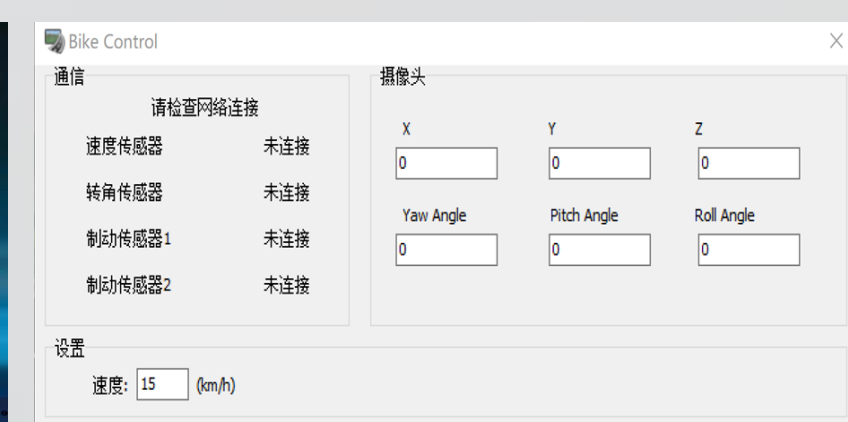 Bike Control
通信
请检查网络连接
速度传感器 未连接
转角传感器 未连接
制动传感器1 未连接
制动传感器2 未连接
摄像头
X Y Z
0 0 0
Yaw Angle Pitch Angle Roll Angle
0 0 0
设置
速度: 15 (km/h)